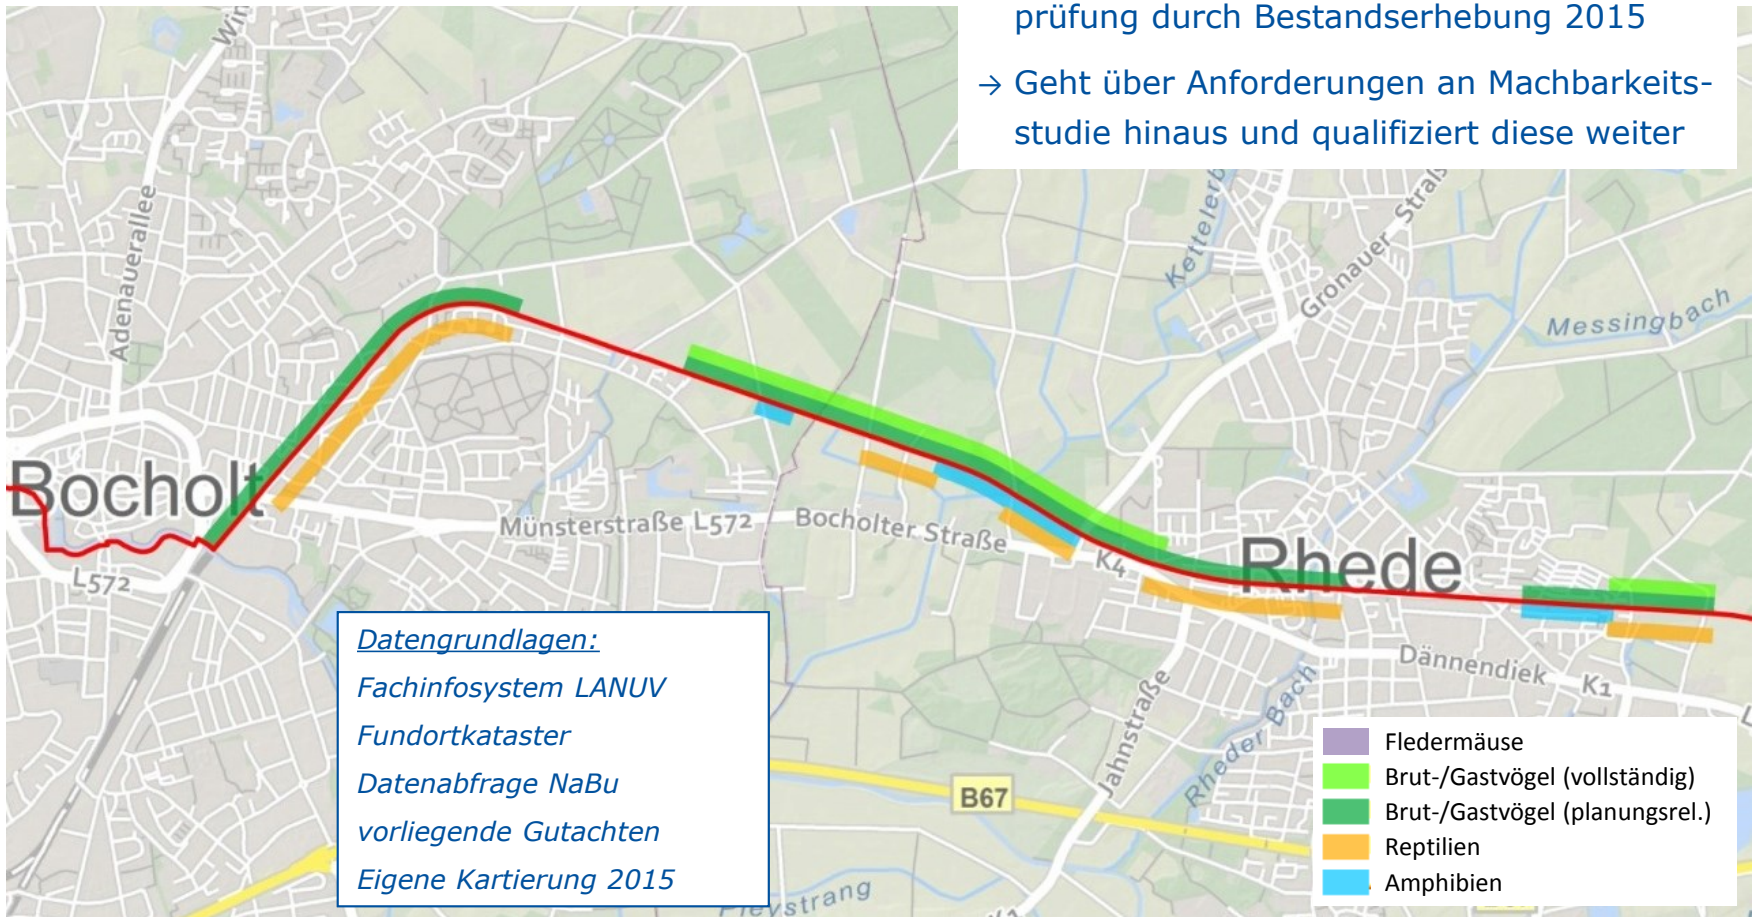 prüfung durch Bestandserhebung 2015
→ Geht über Anforderungen an Machbarkeits-
studie hinaus und qualifiziert diese weiter
Adenauerallee
Gronauer
Messingbach
Bocholt
Münsterstraße L572
Bocholter Straße
K4
Rhede
L572
Dännendiek
K1
Jahnstraße
Rheder Bach
B67
Datengrundlagen:
Fachinfosystem LANUV
Fundortkataster
Datenabfrage NaBu
vorliegende Gutachten
Eigene Kartierung 2015
Fledermäuse
Brut-/Gastvögel (vollständig)
Brut-/Gastvögel (planungsrel.)
Reptilien
Amphibien